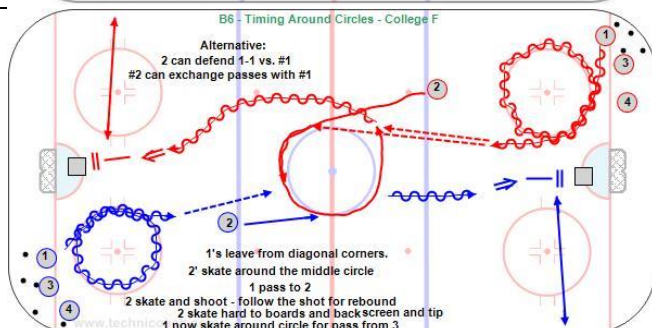 B6 - Timing Around Circles - College F
Alternative:
2 can defend 1-1 vs. #1
#2 can exchange passes with #1
1
3
4
2
2
1
3
4
1's leave from diagonal corners.
2' skate around the middle circle
1 pass to 2
2 skate and shoot - follow the shot for rebound
2 skate hard to boards and back screen and tip
1 now skate around circle for pass from 3